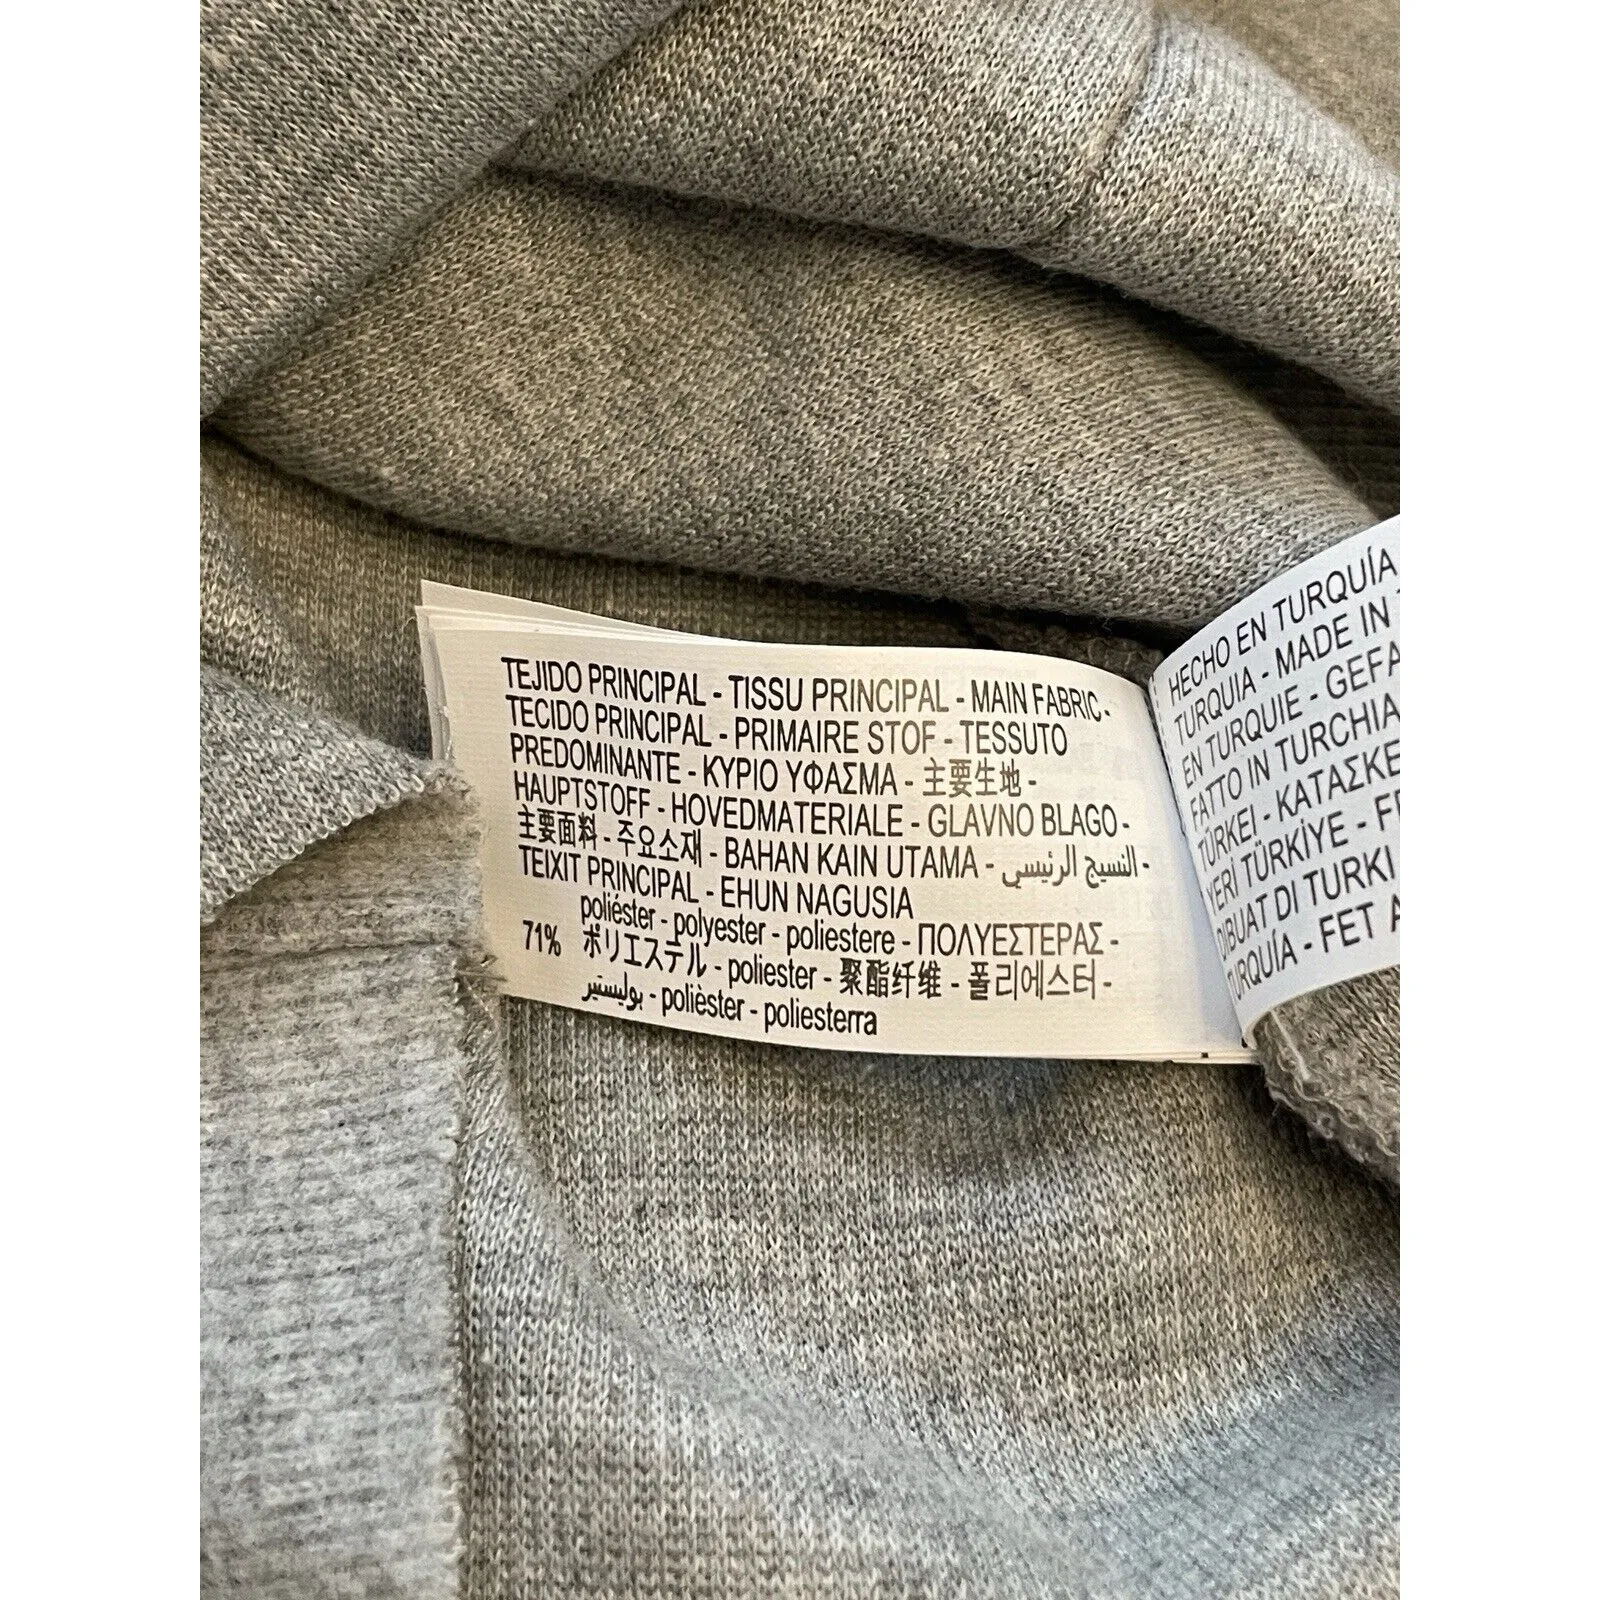 TEJIDO PRINCIPAL - TISSU PRINCIPAL - MAIN FABRIC -
TECIDO PRINCIPAL - PRIMAIRE STOF - TESSUTO
PREDOMINANTE - ΚΥΡΙΟ ΥΦΑΣΜΑ - 主要生地 -
HAUPTSTOFF - HOVEDMATERIALE - GLAVNO BLAGO -
主要面料 - 주요소재 - BAHAN KAIN UTAMA - النسيج الرئيسي -
TEIXIT PRINCIPAL - EHUN NAGUSIA
poliéster - polyester - poliestere - ΠΟΛΥΕΣΤΕΡΑΣ -
71% ポリエステル - poliester - 聚酯纤维 - 폴리에스터 -
بوليستير - polièster - poliesterra
HECHO EN TURQUÍA
TURQUIA - MADE IN
EN TURQUIE - GEFA
FATTO IN TURCHIA
TÜRKEI - ΚΑΤΑΣΚΕ
YERİ TÜRKİYE - F
DIBUAT DI TURKI
TURQUÍA - FET A